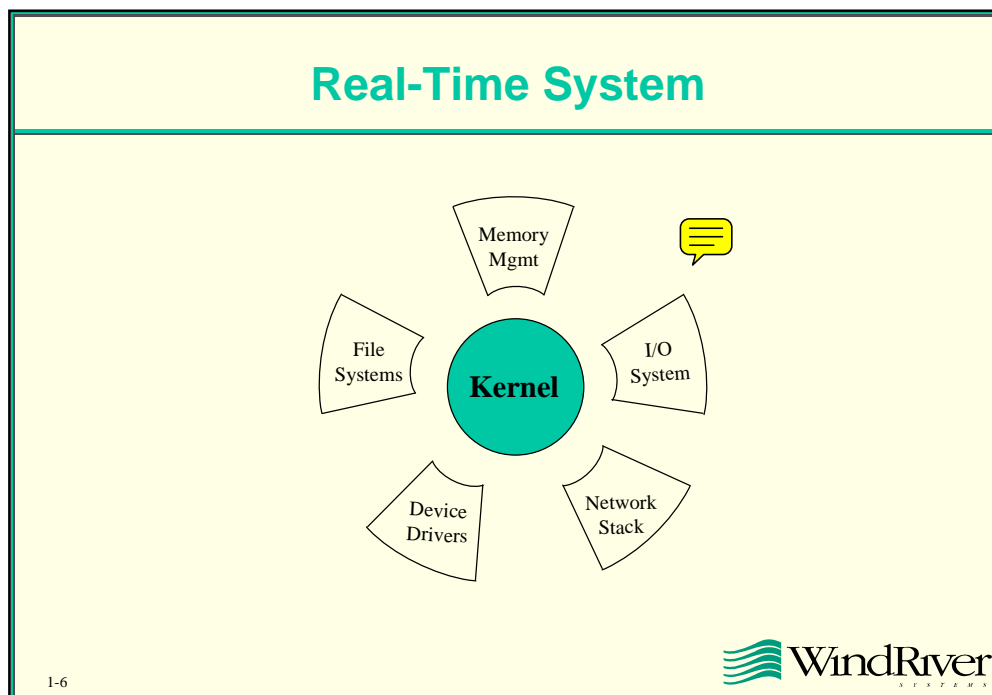 Real-Time System
Memory
Mgmt
File
Systems
Kernel
I/O
System
Device
Drivers
Network
Stack
1-6
WindRiver
SYSTEMS